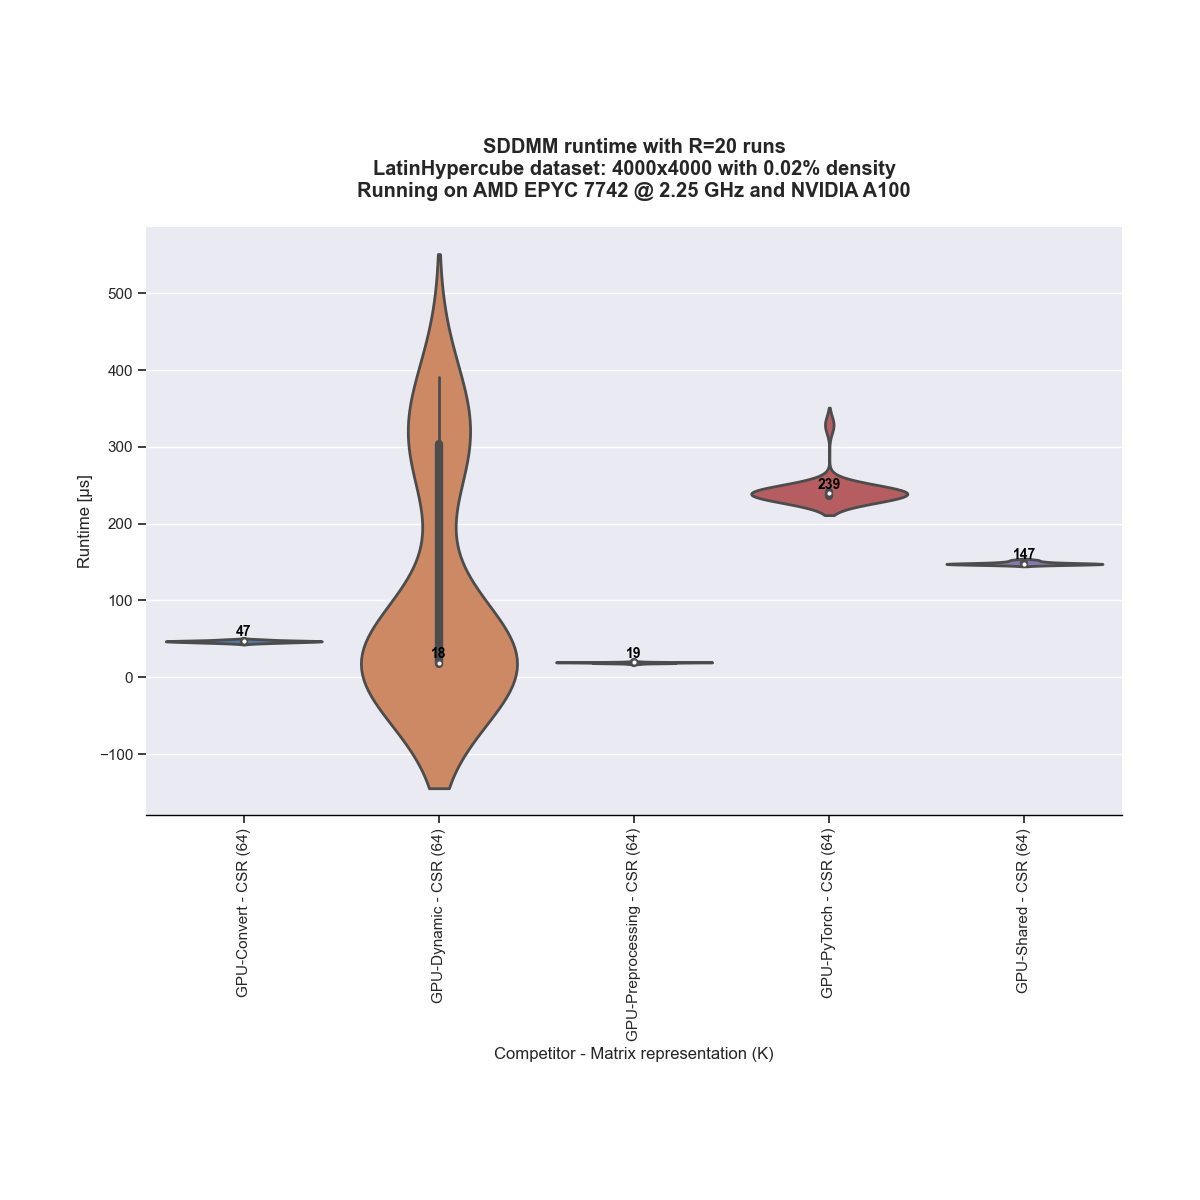 SDDMM runtime with R=20 runs
LatinHypercube dataset: 4000x4000 with 0.02% density
Running on AMD EPYC 7742 @ 2.25 GHz and NVIDIA A100
Runtime [µs]
500
400
300
200
100
0
−100
47
18
19
239
147
GPU-Convert - CSR (64)
GPU-Dynamic - CSR (64)
GPU-Preprocessing - CSR (64)
GPU-PyTorch - CSR (64)
GPU-Shared - CSR (64)
Competitor - Matrix representation (K)